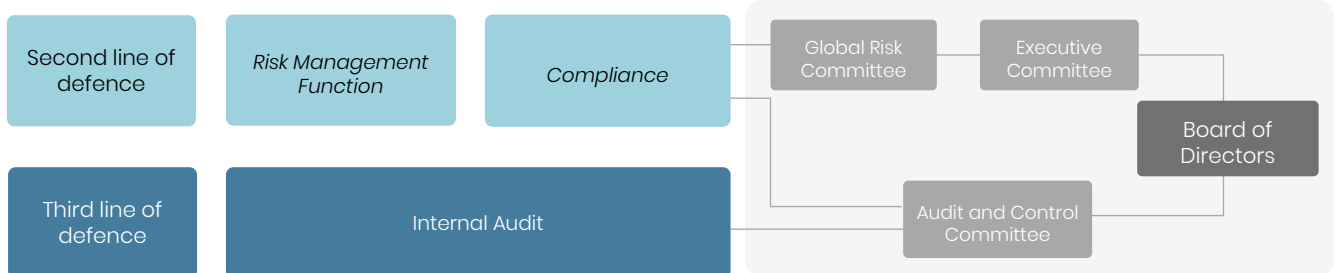 Second line of
defence
Risk Management
Function
Compliance
Global Risk
Committee
Executive
Committee
Board of
Directors
Third line of
defence
Internal Audit
Audit and Control
Committee